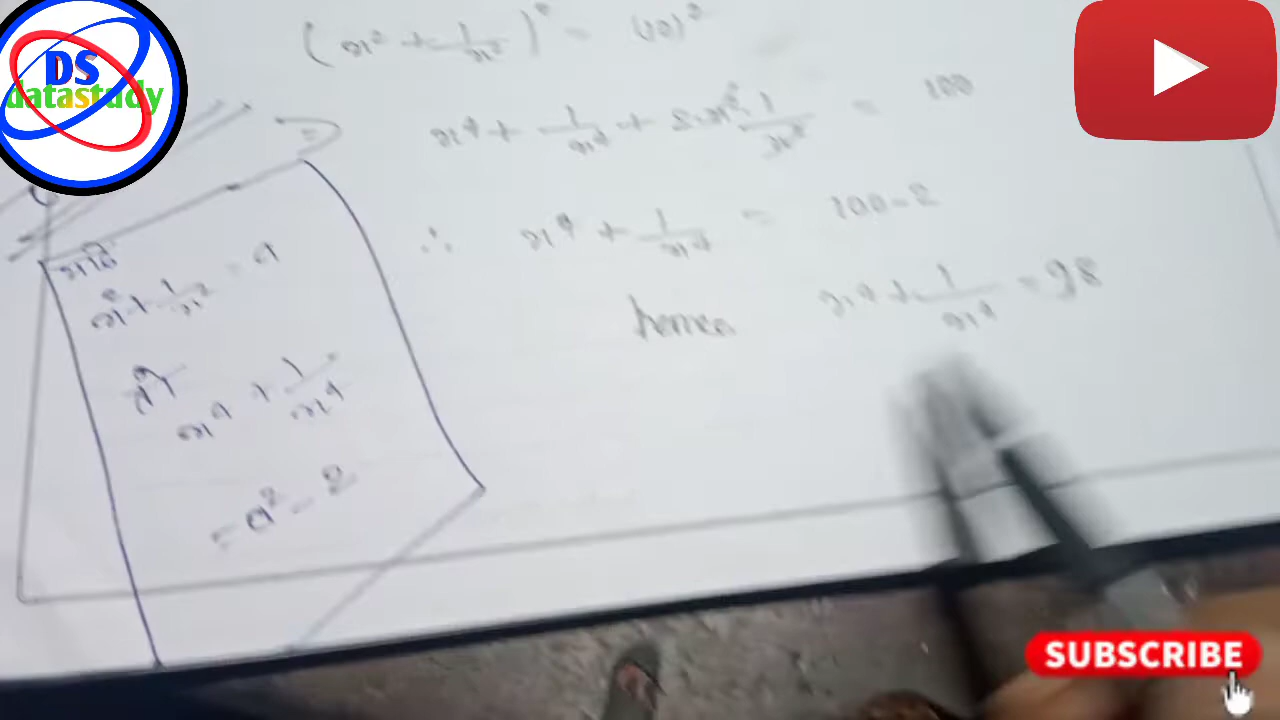 DS
datastudy
(x² + 1/x²)² = (10)²
x⁴ + 1/x⁴ + 2·x²·1/x² = 100
∴ x⁴ + 1/x⁴ = 100-2
hence x⁴ + 1/x⁴ = 98
यदि
x² + 1/x² = a
तो
x⁴ + 1/x⁴
= a² - 2
SUBSCRIBE